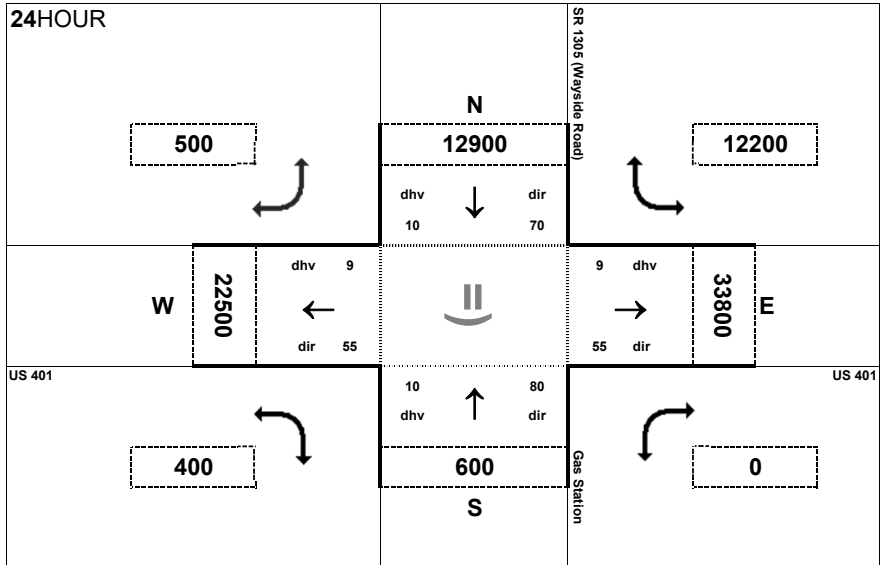 24HOUR
SR 1305 (Wayside Road)
N
500
12900
12200
dhv
dir
10
70
dhv 9
9 dhv
W
22500
33800
E
dir 55
55 dir
US 401
US 401
10
80
dhv
dir
400
600
0
Gas Station
S